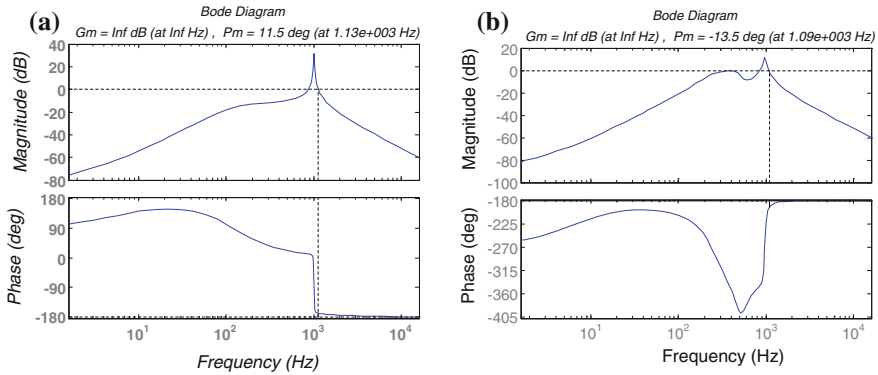 (a)
Bode Diagram
Gm = Inf dB (at Inf Hz) , Pm = 11.5 deg (at 1.13e+003 Hz)
Magnitude (dB)
40
20
0
-20
-40
-60
-80
Phase (deg)
180
90
0
-90
-180
10^1
10^2
10^3
10^4
Frequency (Hz)
(b)
Bode Diagram
Gm = Inf dB (at Inf Hz) , Pm = -13.5 deg (at 1.09e+003 Hz)
Magnitude (dB)
20
0
-20
-40
-60
-80
-100
Phase (deg)
-180
-225
-270
-315
-360
-405
10^1
10^2
10^3
10^4
Frequency (Hz)